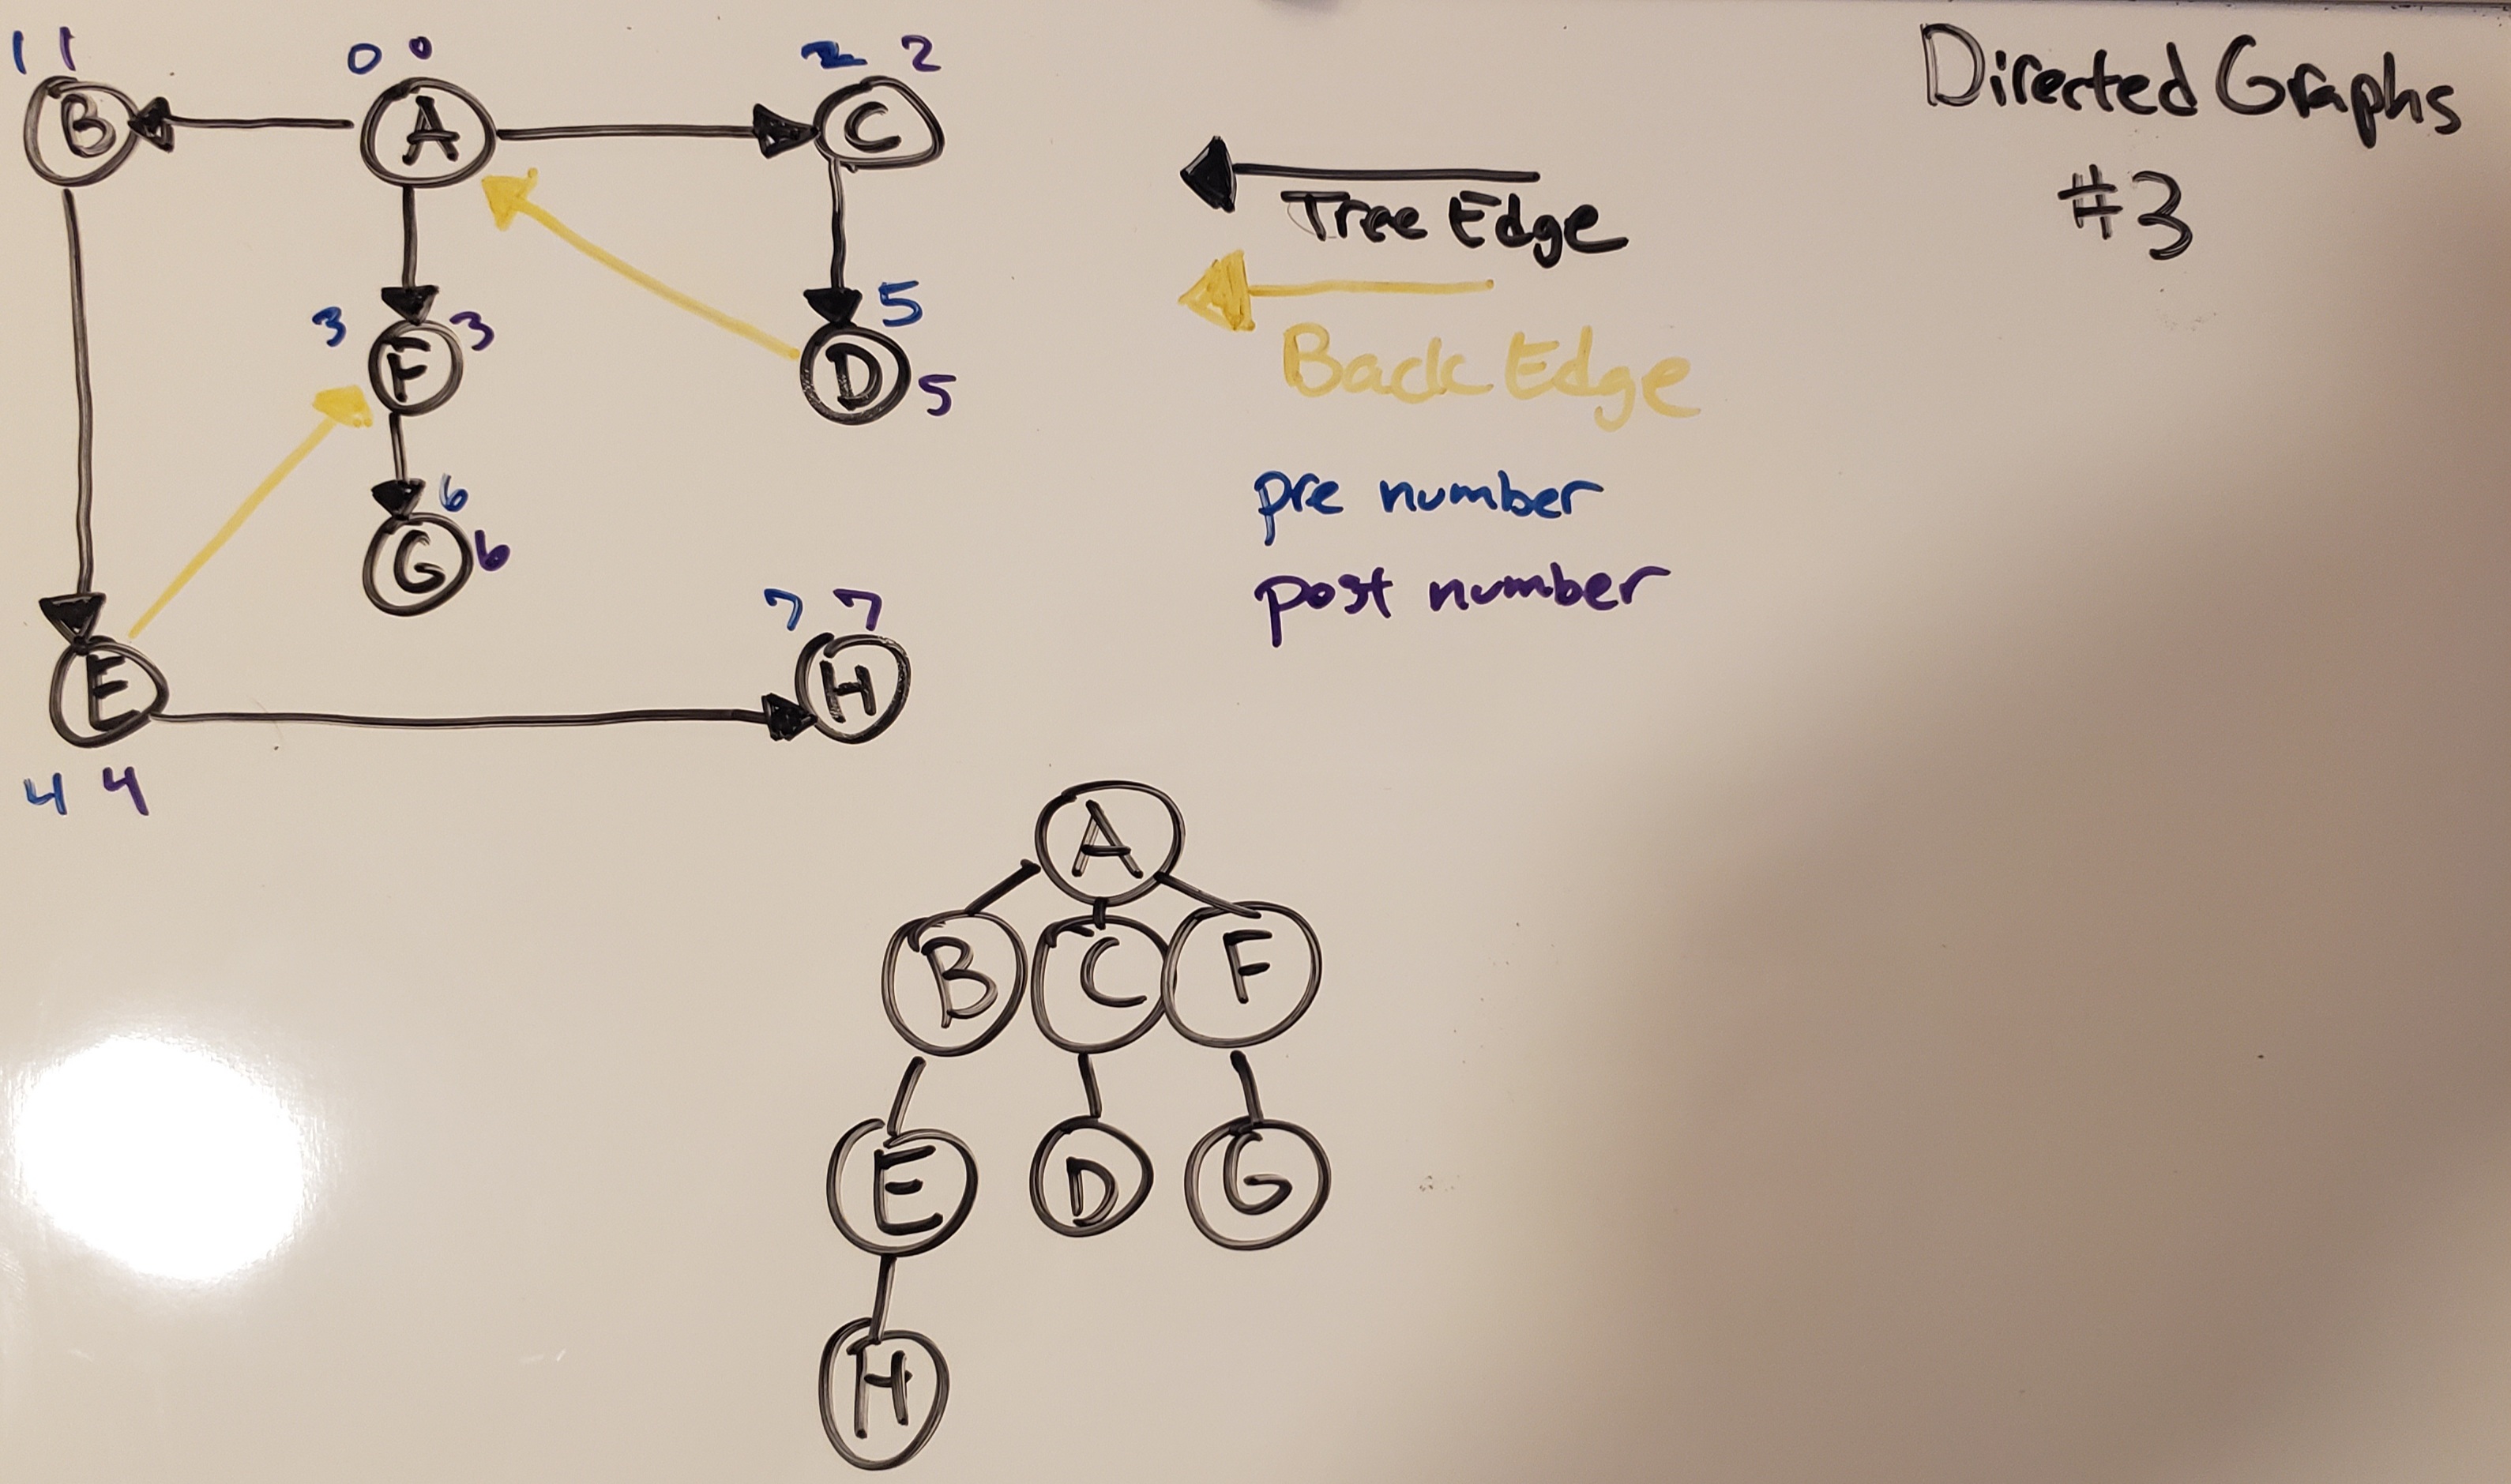 Directed Graphs
#3
1 1
0 0
2 2
B
A
C
Tree Edge
Back Edge
3 F 3
5
D
5
pre number
post number
6
G 6
7 7
E
H
4 4
A
B C F
E D G
H